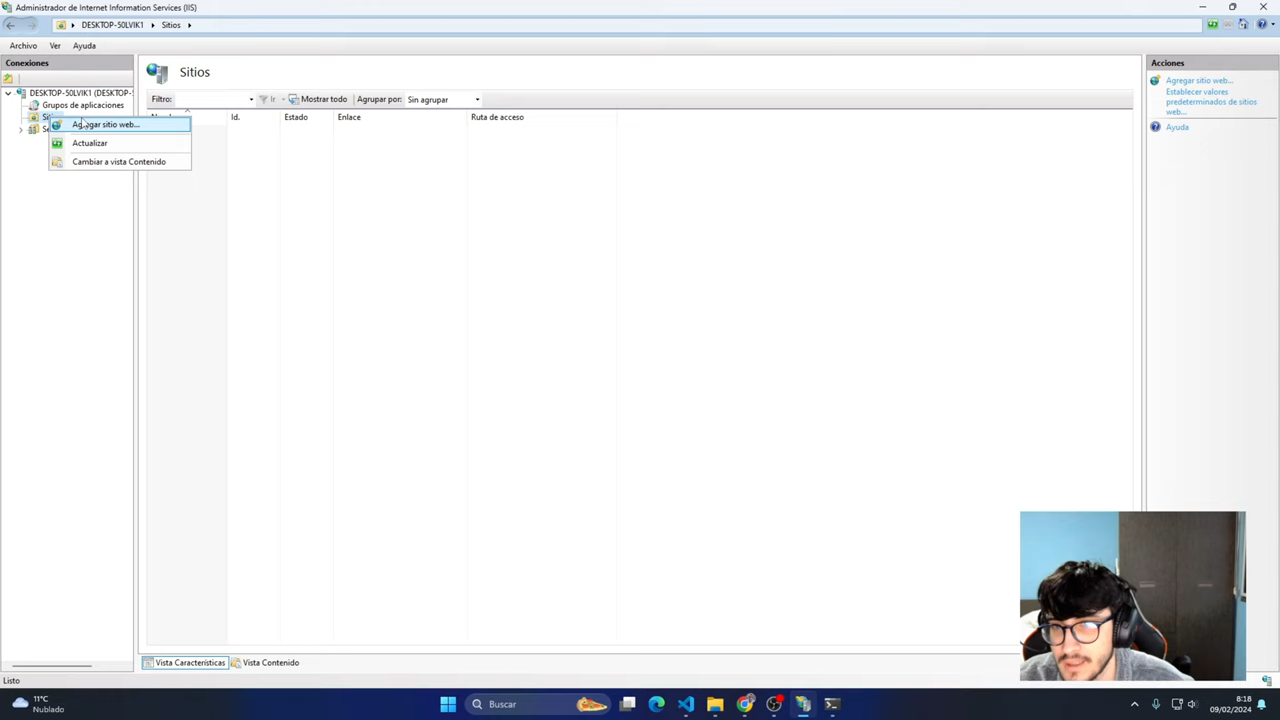 Administrador de Internet Information Services (IIS)
DESKTOP-50LVIK1
Sitios
Archivo
Ver
Ayuda
Conexiones
DESKTOP-50LVIK1 (DESKTOP-5
Grupos de aplicaciones
Agregar sitio web...
Actualizar
Cambiar a vista Contenido
Sitios
Filtro:
Ir
Mostrar todo
Agrupar por:
Sin agrupar
Id.
Estado
Enlace
Ruta de acceso
Vista Características
Vista Contenido
Acciones
Agregar sitio web...
Establecer valores
predeterminados de sitios
web...
Ayuda
Listo
11°C
Nublado
Buscar
8:18
09/02/2024